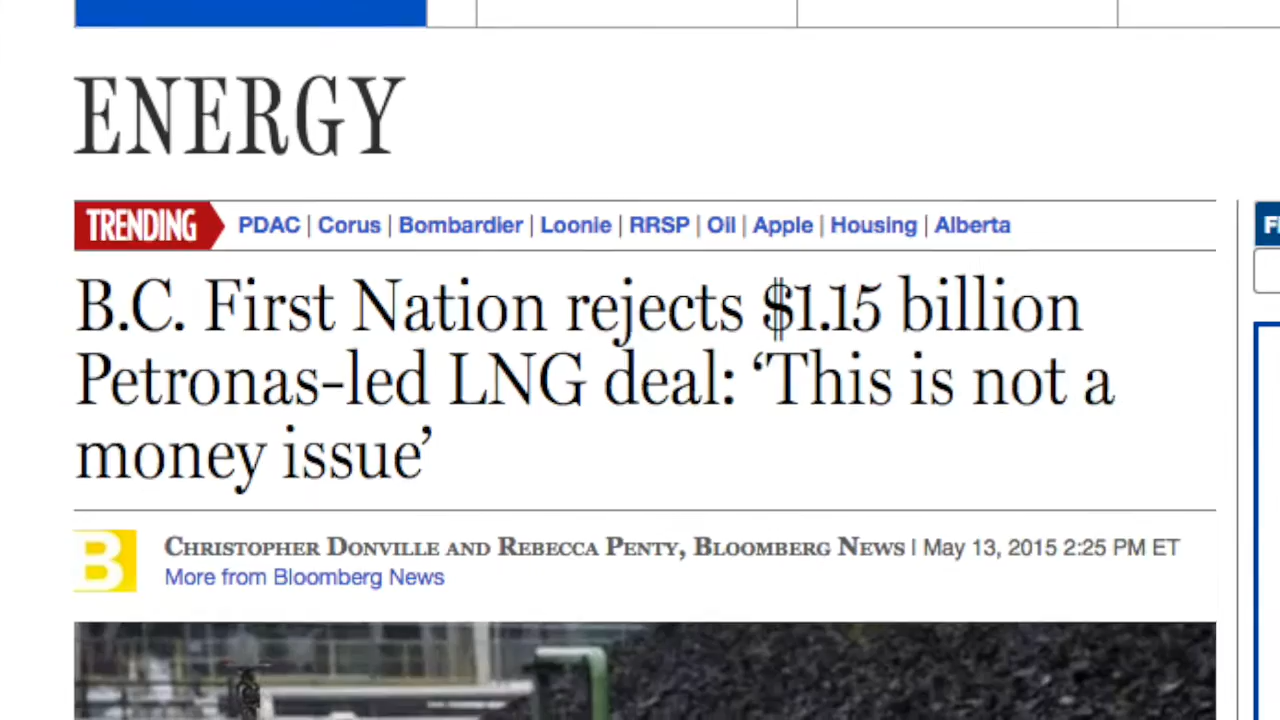 ENERGY
TRENDING PDAC | Corus | Bombardier | Loonie | RRSP | Oil | Apple | Housing | Alberta
B.C. First Nation rejects $1.15 billion
Petronas-led LNG deal: ‘This is not a
money issue’
B
CHRISTOPHER DONVILLE AND REBECCA PENTY, BLOOMBERG NEWS | May 13, 2015 2:25 PM ET
More from Bloomberg News